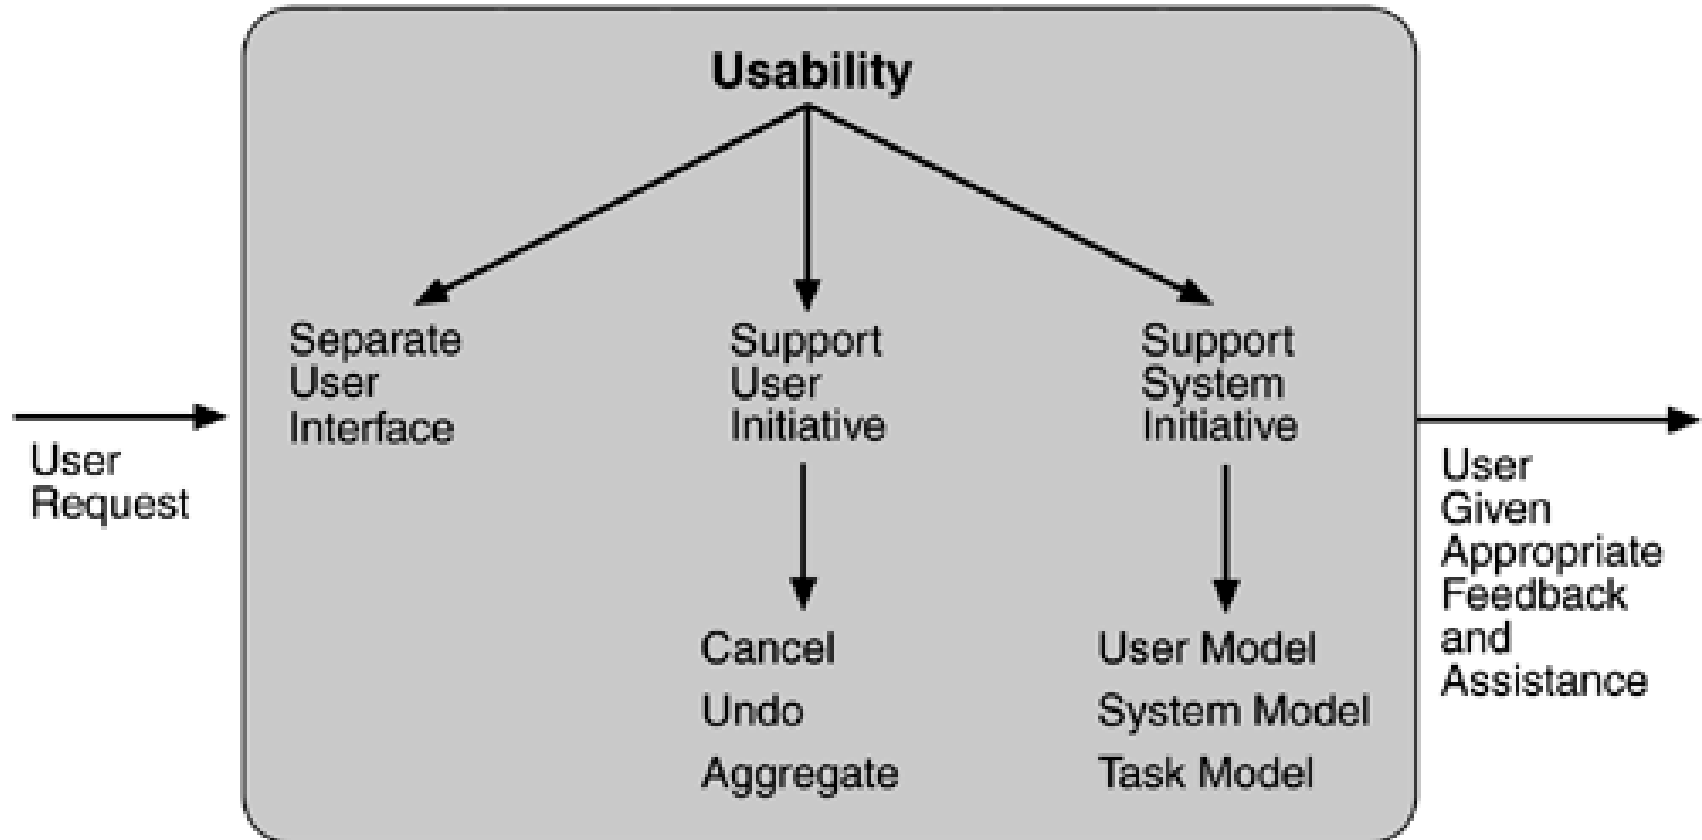 Usability
Separate
User
Interface
Support
User
Initiative
Support
System
Initiative
User
Request
Cancel
Undo
Aggregate
User Model
System Model
Task Model
User
Given
Appropriate
Feedback
and
Assistance